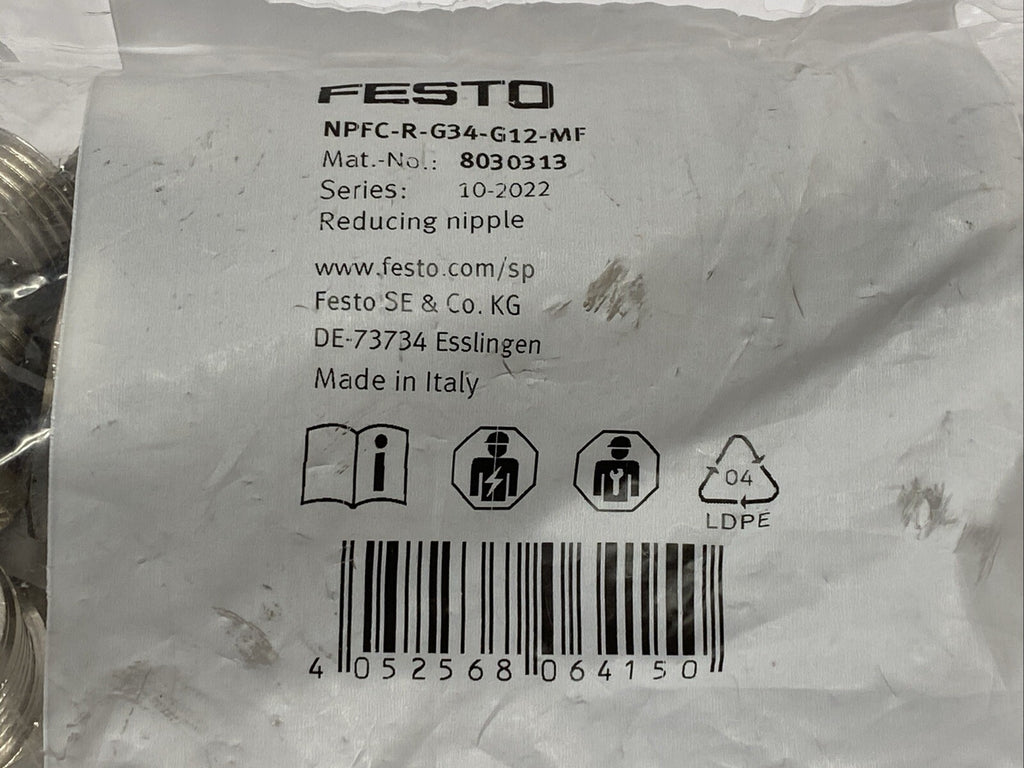 FESTO
NPFC-R-G34-G12-MF
Mat.-No.: 8030313
Series: 10-2022
Reducing nipple
www.festo.com/sp
Festo SE & Co. KG
DE-73734 Esslingen
Made in Italy
04
LDPE
4 052568 064150